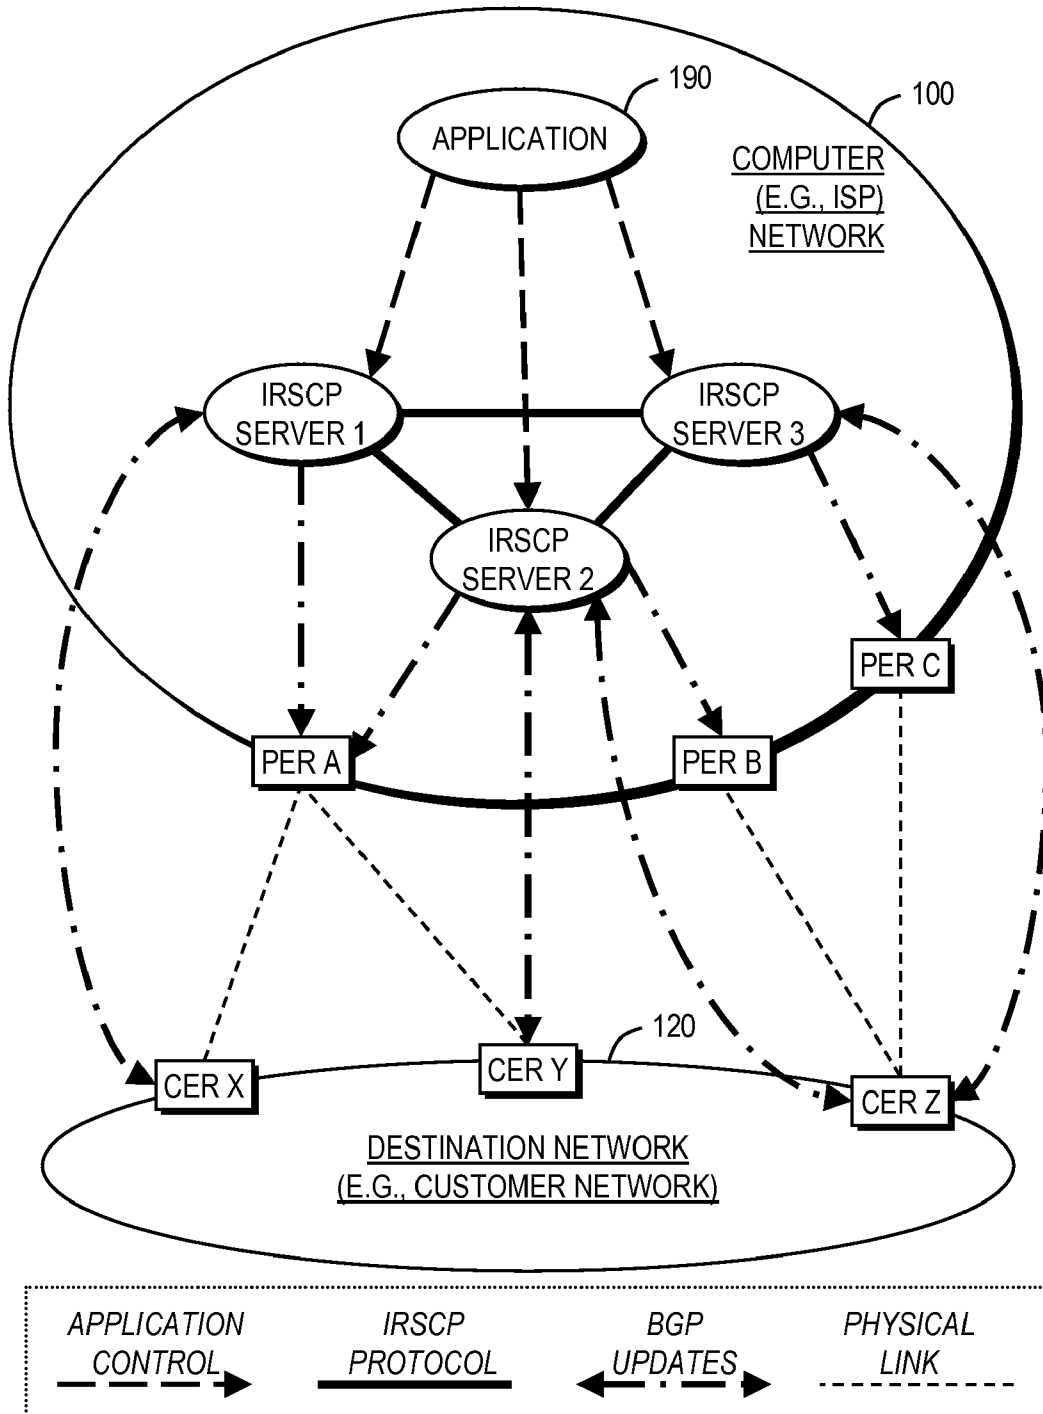 190
100
APPLICATION
COMPUTER
(E.G., ISP)
NETWORK
IRSCP
SERVER 1
IRSCP
SERVER 3
IRSCP
SERVER 2
PER C
PER A
PER B
120
CER X
CER Y
CER Z
DESTINATION NETWORK
(E.G., CUSTOMER NETWORK)
APPLICATION
CONTROL
IRSCP
PROTOCOL
BGP
UPDATES
PHYSICAL
LINK